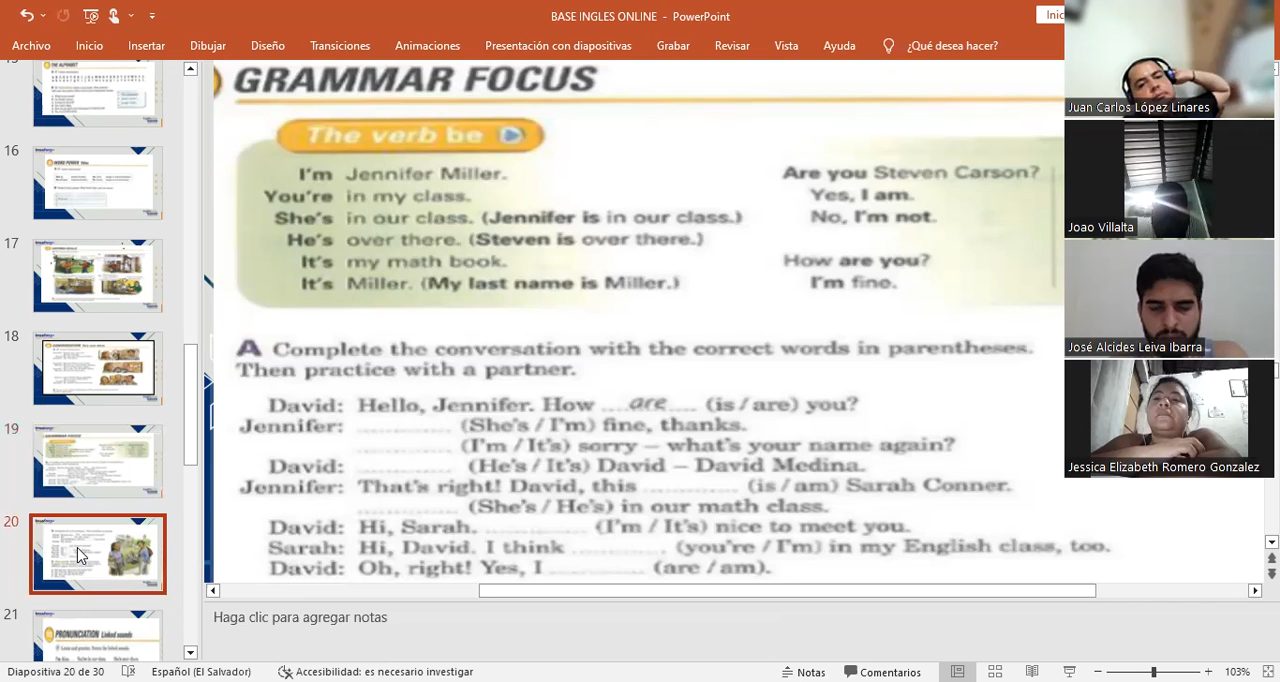 BASE INGLES ONLINE - PowerPoint
Inic
Archivo Inicio Insertar Dibujar Diseño Transiciones Animaciones Presentación con diapositivas Grabar Revisar Vista Ayuda ¿Qué desea hacer?
GRAMMAR FOCUS
The verb be
I'm Jennifer Miller.
You're in my class.
She's in our class. (Jennifer is in our class.)
He's over there. (Steven is over there.)
It's my math book.
It's Miller. (My last name is Miller.)
Are you Steven Carson?
Yes, I am.
No, I'm not.
How are you?
I'm fine.
A Complete the conversation with the correct words in parentheses.
Then practice with a partner.
David: Hello, Jennifer. How ....are.... (is / are) you?
Jennifer: .............. (She's / I'm) fine, thanks.
.............. (I'm / It's) sorry – what's your name again?
David: .............. (He's / It's) David – David Medina.
Jennifer: That's right! David, this .............. (is / am) Sarah Conner.
.............. (She's / He's) in our math class.
David: Hi, Sarah. .............. (I'm / It's) nice to meet you.
Sarah: Hi, David. I think .............. (you're / I'm) in my English class, too.
David: Oh, right! Yes, I .............. (are / am).
16
17
18
19
20
21
PRONUNCIATION Linked sounds
Juan Carlos López Linares
Joao Villalta
José Alcides Leiva Ibarra
Jessica Elizabeth Romero Gonzalez
Haga clic para agregar notas
Diapositiva 20 de 30 Español (El Salvador) Accesibilidad: es necesario investigar Notas Comentarios 103%